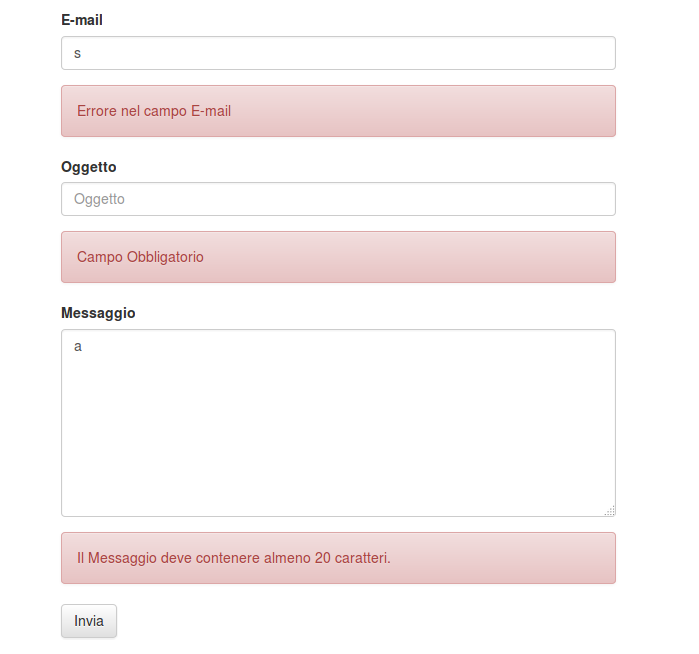 E-mail
s
Errore nel campo E-mail
Oggetto
Oggetto
Campo Obbligatorio
Messaggio
a
Il Messaggio deve contenere almeno 20 caratteri.
Invia